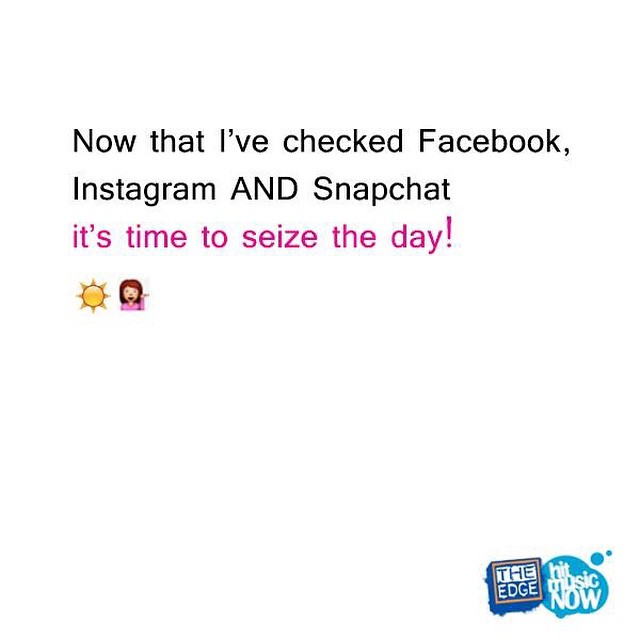 Now that I've checked Facebook,
Instagram AND Snapchat
it's time to seize the day!
THE
EDGE
hit
music
NOW